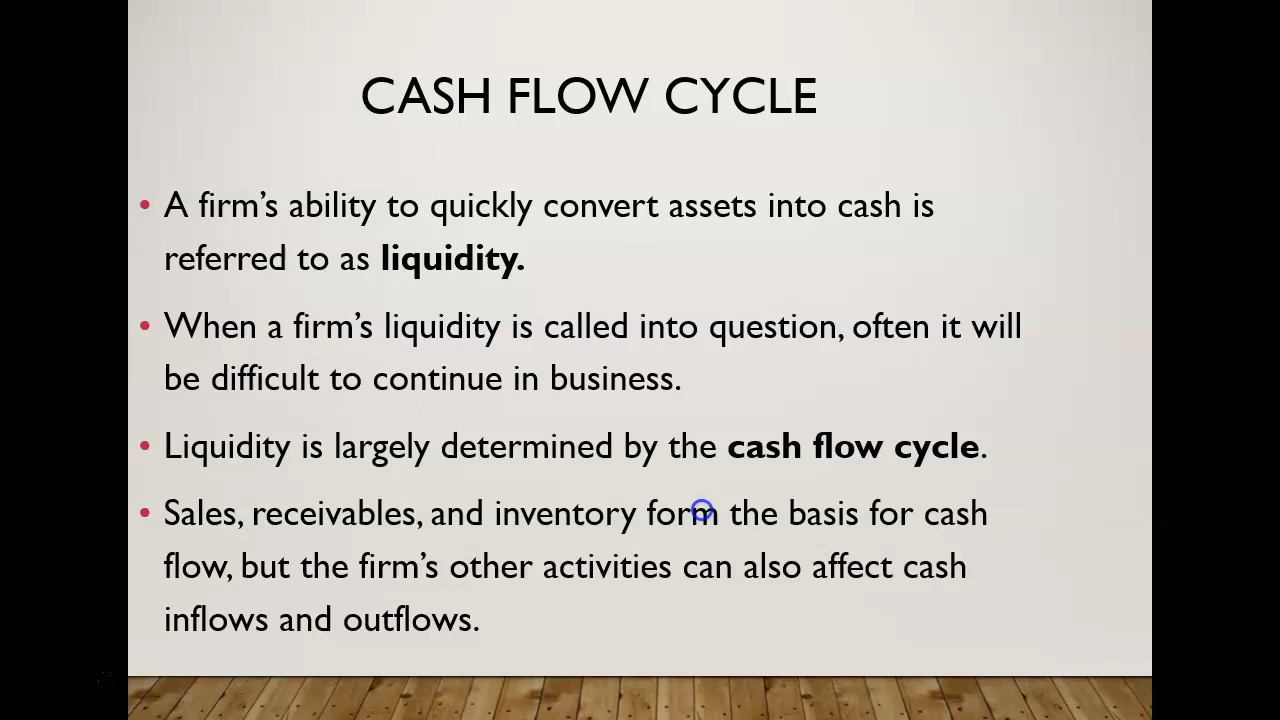 CASH FLOW CYCLE
• A firm’s ability to quickly convert assets into cash is
referred to as liquidity.
• When a firm’s liquidity is called into question, often it will
be difficult to continue in business.
• Liquidity is largely determined by the cash flow cycle.
• Sales, receivables, and inventory form the basis for cash
flow, but the firm’s other activities can also affect cash
inflows and outflows.